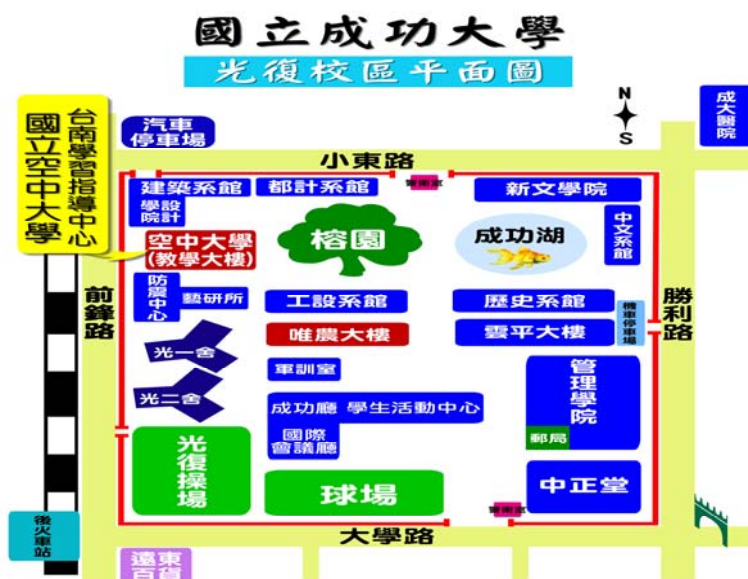 國立成功大學
光復校區平面圖
台南學習指導中心
國立空中大學
汽車
停車場
N
S
成大醫院
小東路
建築系館
都計系館
警衛室
新文學院
學設
院計
榕園
成功湖
中文系館
空中大學
(教學大樓)
防震中心
藝研所
工設系館
歷史系館
機車停車場
前鋒路
勝利路
唯農大樓
雲平大樓
光一舍
軍訓室
管理學院
光二舍
成功廳 學生活動中心
國際
會議廳
郵局
光復操場
球場
中正堂
警衛室
後火車站
大學路
遠東
百貨